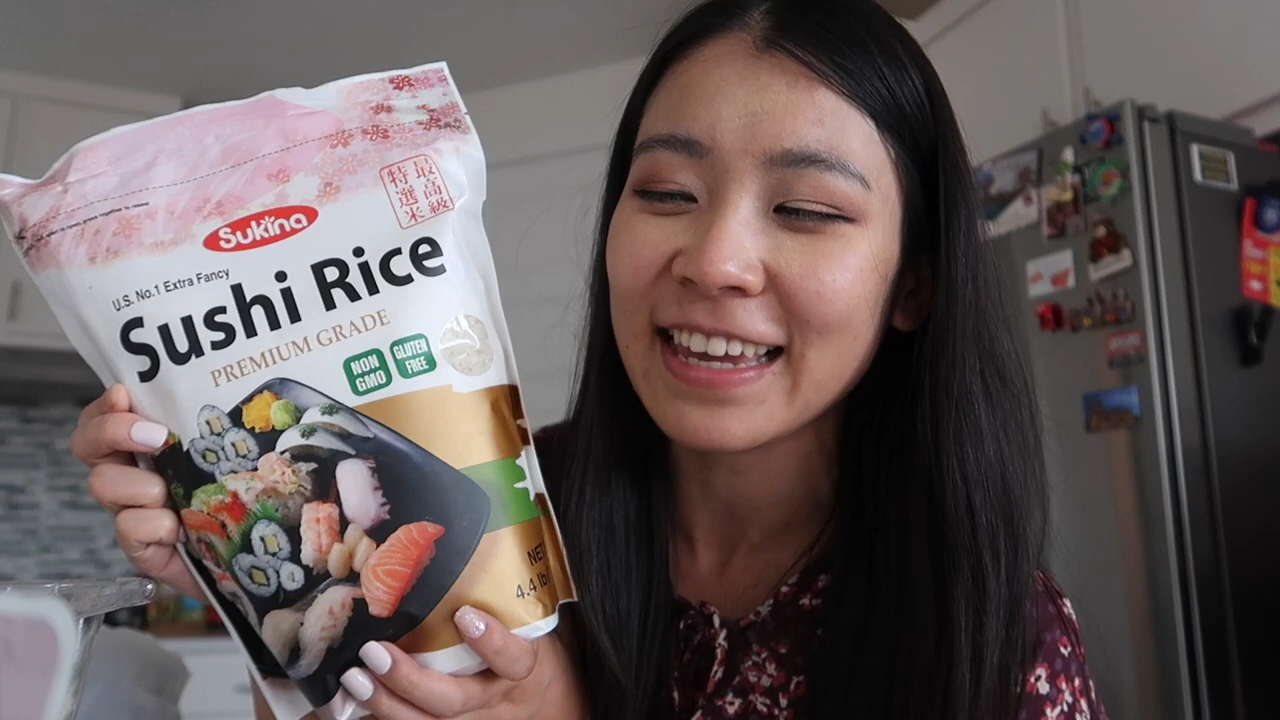 最高級
特選米
Sukina
U.S. No.1 Extra Fancy
Sushi Rice
PREMIUM GRADE
NON
GMO
GLUTEN
FREE
NET
4.4 lb